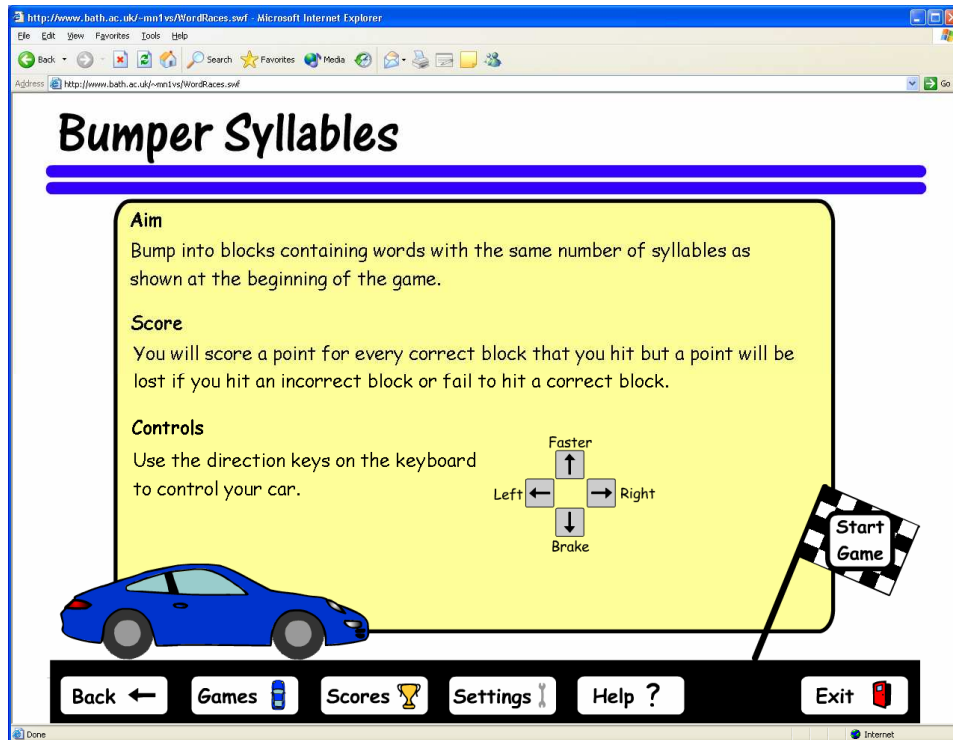 http://www.bath.ac.uk/~mn1vs/WordRaces.swf - Microsoft Internet Explorer
File Edit View Favorites Tools Help
Back Search Favorites Media
Address http://www.bath.ac.uk/~mn1vs/WordRaces.swf Go
Bumper Syllables
Aim
Bump into blocks containing words with the same number of syllables as
shown at the beginning of the game.
Score
You will score a point for every correct block that you hit but a point will be
lost if you hit an incorrect block or fail to hit a correct block.
Controls
Use the direction keys on the keyboard
to control your car.
Faster
Left Right
Brake
Start
Game
Back Games Scores Settings Help ? Exit
Done Internet